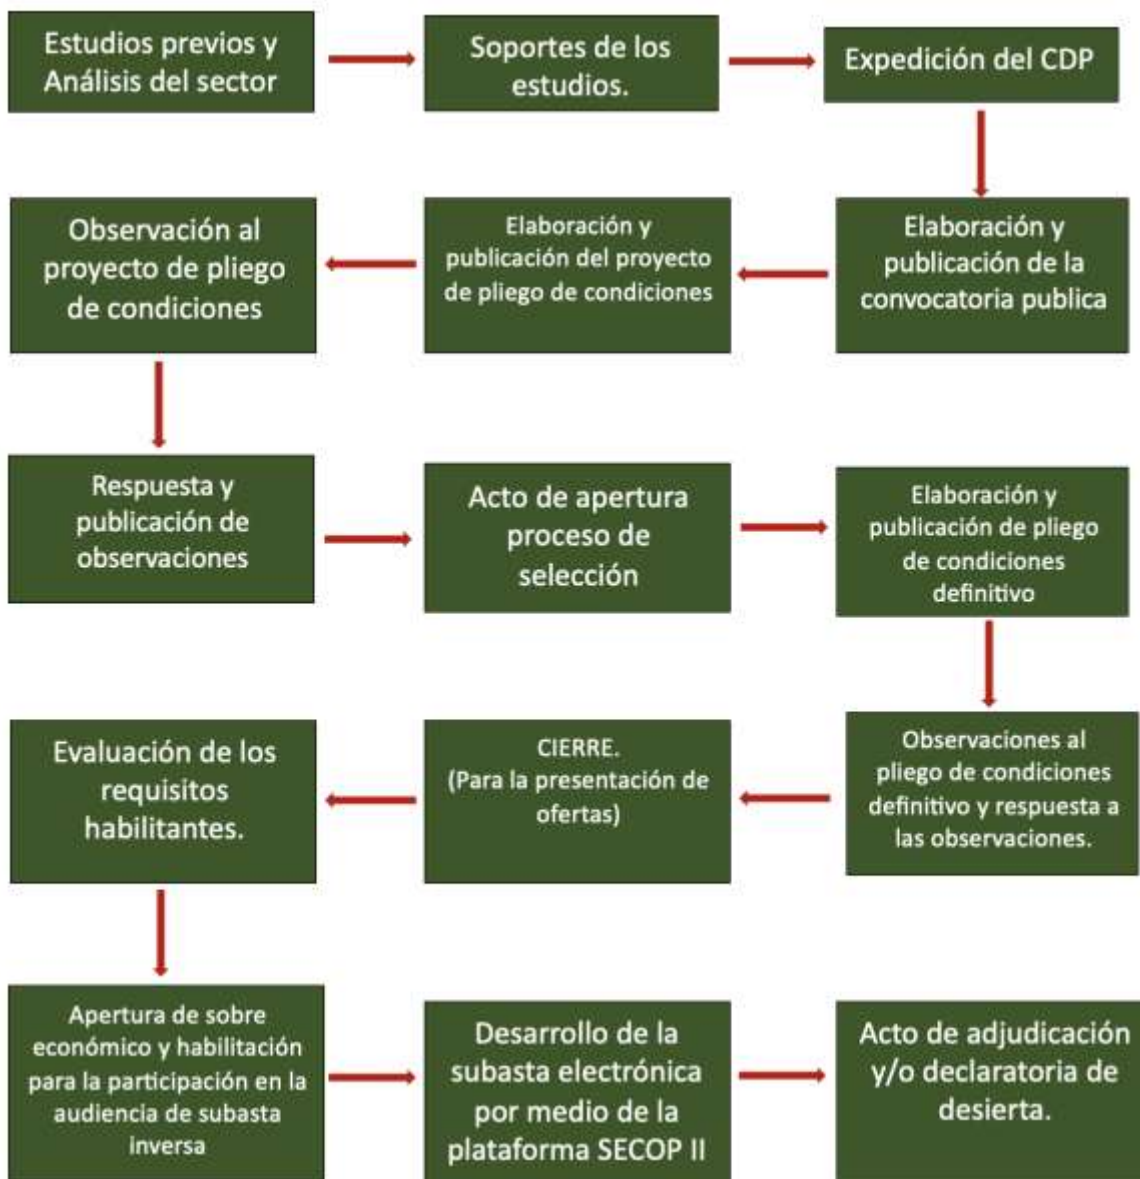 Estudios previos y
Análisis del sector
Soportes de los
estudios.
Expedición del CDP
Elaboración y
publicación de la
convocatoria publica
Elaboración y
publicación del proyecto
de pliego de condiciones
Observación al
proyecto de pliego
de condiciones
Respuesta y
publicación de
observaciones
Acto de apertura
proceso de
selección
Elaboración y
publicación de pliego
de condiciones
definitivo
Observaciones al
pliego de condiciones
definitivo y respuesta a
las observaciones.
CIERRE.
(Para la presentación de
ofertas)
Evaluación de los
requisitos
habilitantes.
Apertura de sobre
económico y habilitación
para la participación en la
audiencia de subasta
inversa
Desarrollo de la
subasta electrónica
por medio de la
plataforma SECOP II
Acto de adjudicación
y/o declaratoria de
desierta.